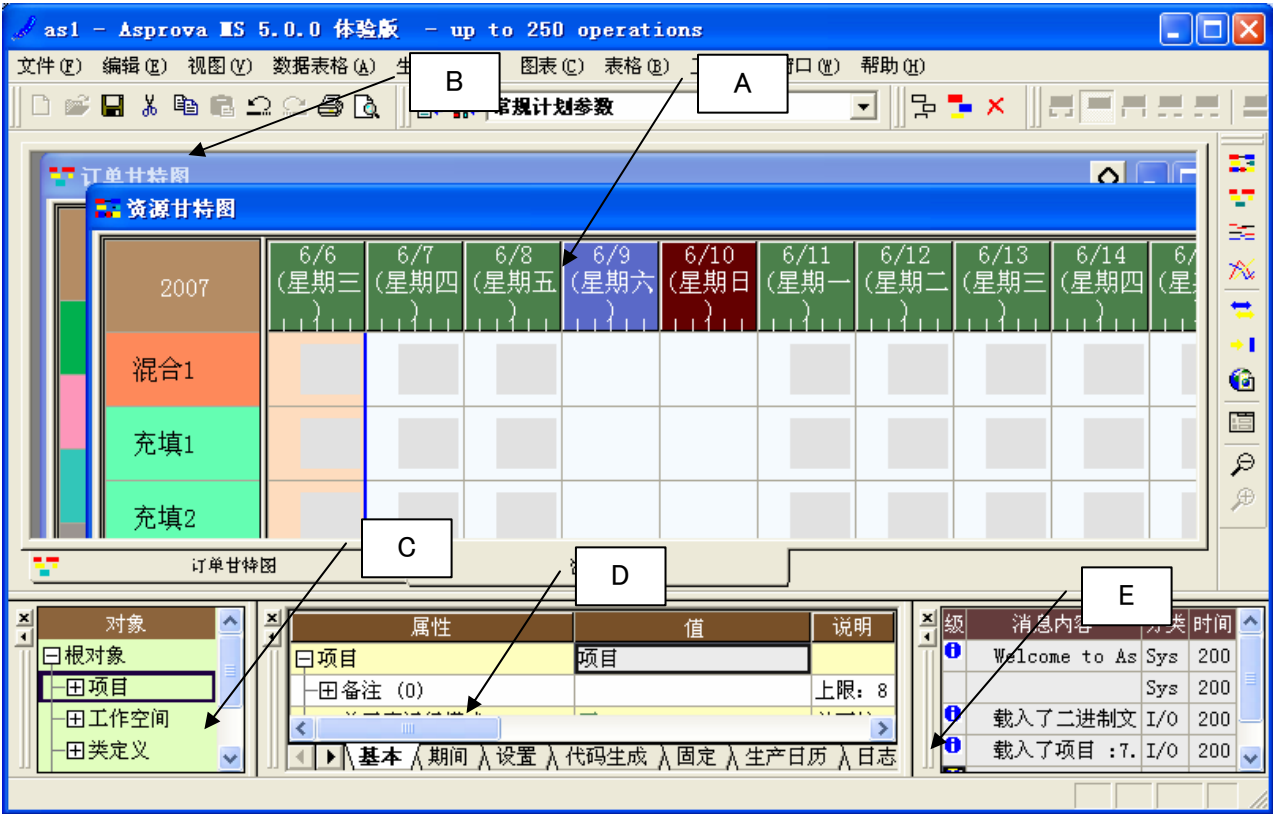 as1 - Asprova MS 5.0.0 体验版 - up to 250 operations
文件(F) 编辑(E) 视图(V) 数据表格(A) 生 图表(C) 表格(B) 窗口(W) 帮助(H)
B
A
常规计划参数
订单甘特图
资源甘特图
2007
6/6 6/7 6/8 6/9 6/10 6/11 6/12 6/13 6/14 6/
(星期三 (星期四 (星期五 (星期六 (星期日 (星期一 (星期二 (星期三 (星期四 (星
) ) ) ) ) ) ) ) )
混合1
充填1
充填2
C
订单甘特图
D
E
对象
根对象
项目
工作空间
类定义
属性 值 说明
项目 项目
备注 (0) 上限: 8
基本 期间 设置 代码生成 固定 生产日历 日志
级 消息内容 分类 时间
Welcome to As Sys 200
Sys 200
载入了二进制文 I/O 200
载入了项目 :7. I/O 200